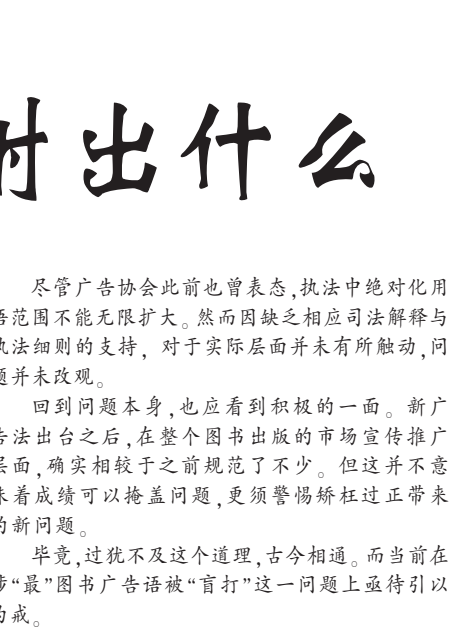 射出什么
尽管广告协会此前也曾表态,执法中绝对化用
语范围不能无限扩大。然而因缺乏相应司法解释与
执法细则的支持，对于实际层面并未有所触动,问
题并未改观。
回到问题本身,也应看到积极的一面。新广
告法出台之后,在整个图书出版的市场宣传推广
层面,确实相较于之前规范了不少。但这并不意
味着成绩可以掩盖问题,更须警惕矫枉过正带来
的新问题。
毕竟,过犹不及这个道理,古今相通。而当前在
涉“最”图书广告语被“盲打”这一问题上亟待引以
为戒。